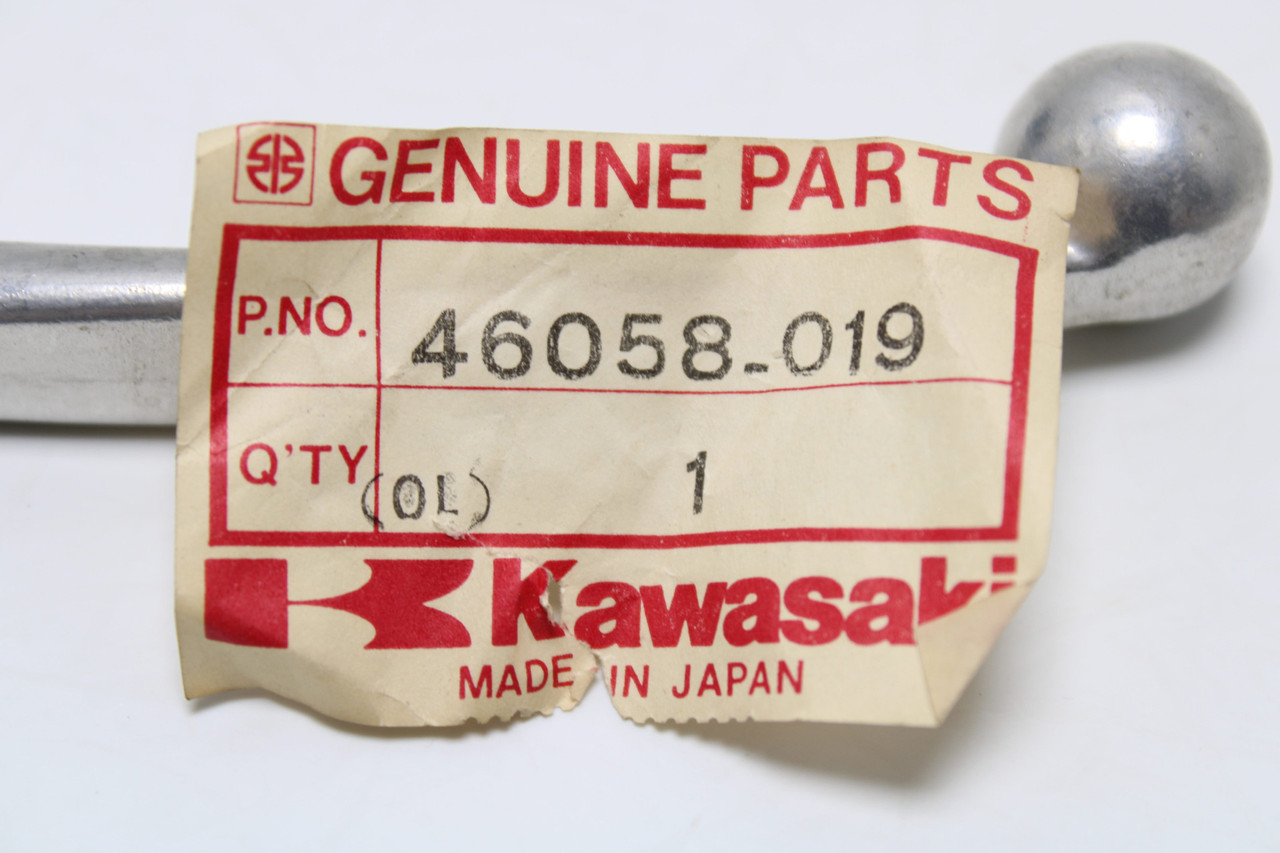 GENUINE PARTS
P.NO. 46058-019
Q'TY (OL) 1
Kawasaki
MADE IN JAPAN